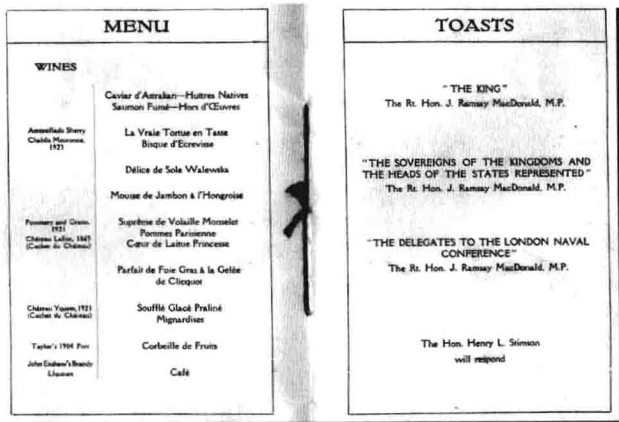 MENU
WINES
Caviar d'Astrakan—Huîtres Natives
Saumon Fumé—Hors d'Œuvres
Amontillado Sherry
Chablis Moutonne,
1921
La Vraie Tortue en Tasse
Bisque d'Ecrevisse
Délice de Sole Walewska
Mousse de Jambon à l'Hongroise
Pommery and Greno,
1921
Château Lafite,
(Cachet du Château)
Suprême de Volaille Monselet
Pommes Parisienne
Cœur de Laitue Princesse
Parfait de Foie Gras à la Gelée
de Clicquot
Château Yquem, 1921
(Cachet du Château)
Soufflé Glacé Praliné
Mignardises
Taylor's 1904 Port
Corbeille de Fruits
John Exshaw's Brandy
Liqueurs
Café
TOASTS
"THE KING"
The Rt. Hon. J. Ramsay MacDonald, M.P.
"THE SOVEREIGNS OF THE KINGDOMS AND
THE HEADS OF THE STATES REPRESENTED"
The Rt. Hon. J. Ramsay MacDonald, M.P.
"THE DELEGATES TO THE LONDON NAVAL
CONFERENCE"
The Rt. Hon. J. Ramsay MacDonald, M.P.
The Hon. Henry L. Stimson
will respond